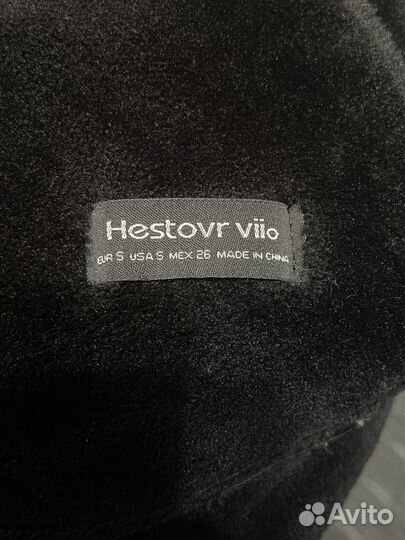 Hestovr viio
EUR S USA S MEX 26 MADE IN CHINA
Avito